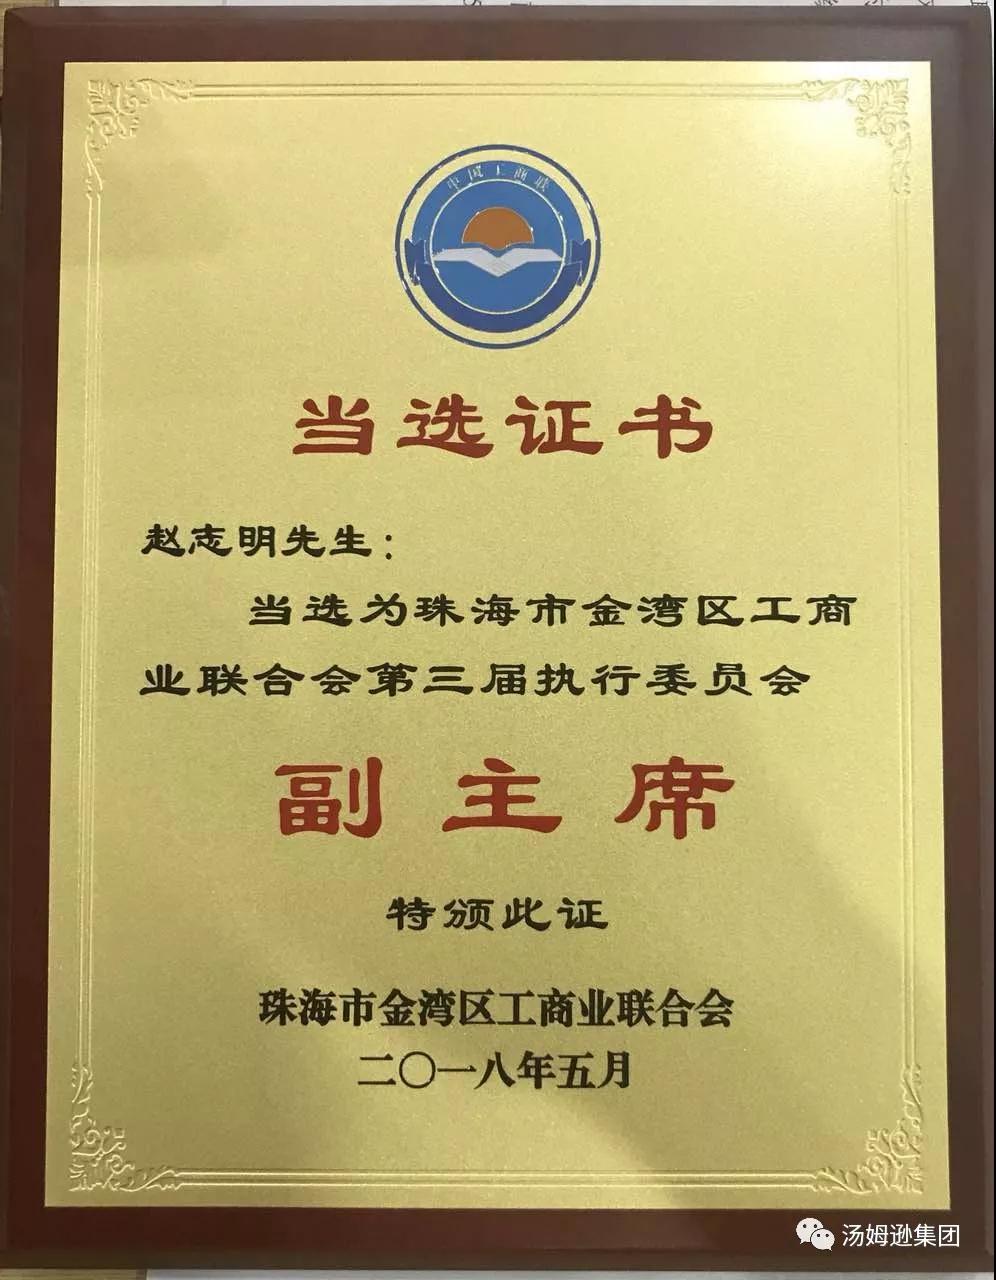 中国工商联
当选证书
赵志明先生：
当选为珠海市金湾区工商
业联合会第三届执行委员会
副主席
特颁此证
珠海市金湾区工商业联合会
二〇一八年五月
汤姆逊集团